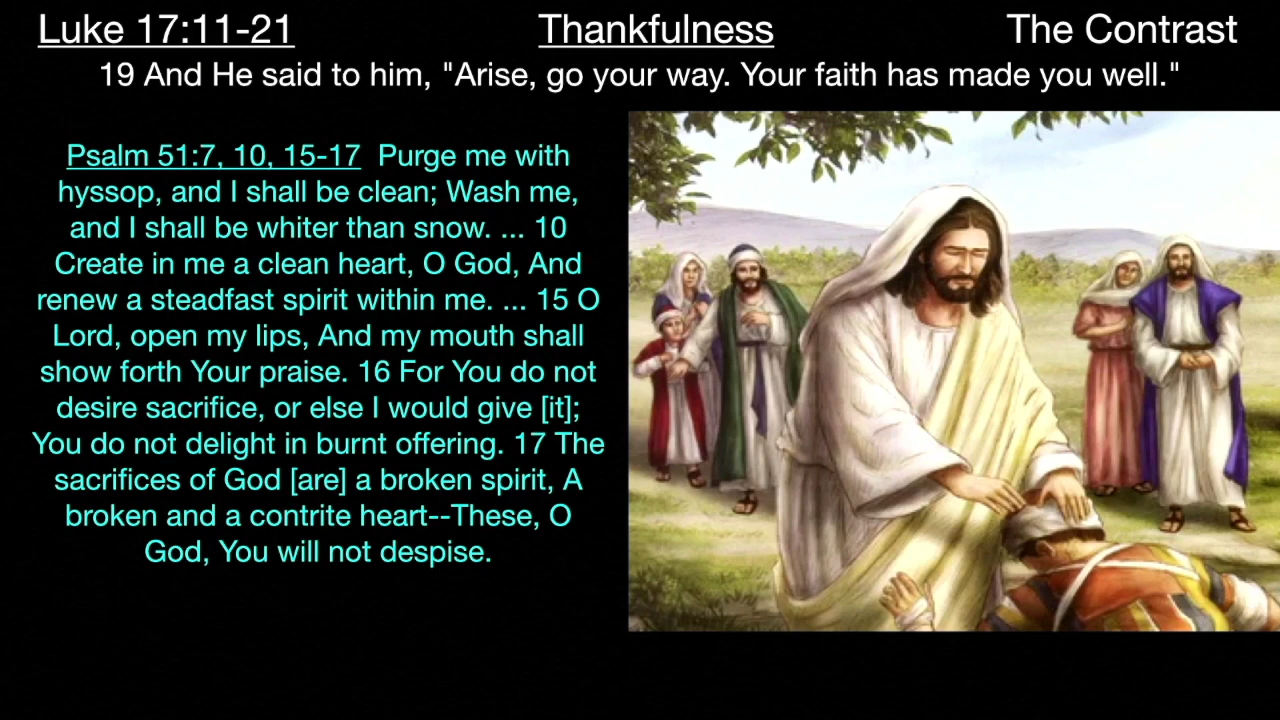 Luke 17:11-21 Thankfulness The Contrast
19 And He said to him, "Arise, go your way. Your faith has made you well."
Psalm 51:7, 10, 15-17 Purge me with
hyssop, and I shall be clean; Wash me,
and I shall be whiter than snow. ... 10
Create in me a clean heart, O God, And
renew a steadfast spirit within me. ... 15 O
Lord, open my lips, And my mouth shall
show forth Your praise. 16 For You do not
desire sacrifice, or else I would give [it];
You do not delight in burnt offering. 17 The
sacrifices of God [are] a broken spirit, A
broken and a contrite heart--These, O
God, You will not despise.